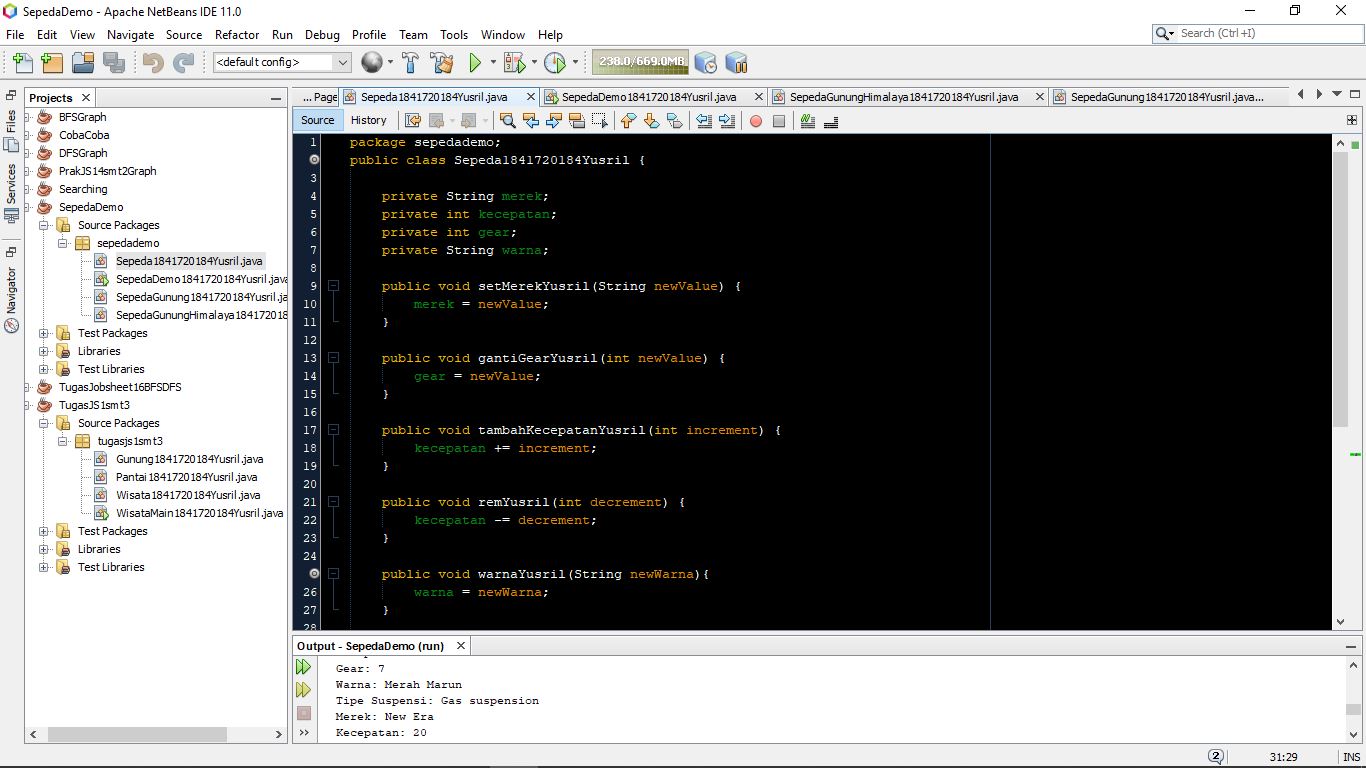 SepedaDemo - Apache NetBeans IDE 11.0
File Edit View Navigate Source Refactor Run Debug Profile Team Tools Window Help
Search (Ctrl+I)
<default config>
238.0/669.0MB
Files
Services
Navigator
Projects
BFSGraph
CobaCoba
DFSGraph
PrakJS14smt2Graph
Searching
SepedaDemo
Source Packages
sepedademo
Sepeda1841720184Yusril.java
SepedaDemo1841720184Yusril.java
SepedaGunung1841720184Yusril.ja
SepedaGunungHimalaya184172018
Test Packages
Libraries
Test Libraries
TugasJobsheet16BFSDFS
TugasJS1smt3
Source Packages
tugasjs1smt3
Gunung1841720184Yusril.java
Pantai1841720184Yusril.java
Wisata1841720184Yusril.java
WisataMain1841720184Yusril.java
Test Packages
Libraries
Test Libraries
... Page Sepeda1841720184Yusril.java SepedaDemo1841720184Yusril.java SepedaGunungHimalaya1841720184Yusril.java SepedaGunung1841720184Yusril.java...
Source History
1 package sepedademo;
public class Sepeda1841720184Yusril {
3
4 private String merek;
5 private int kecepatan;
6 private int gear;
7 private String warna;
8
9 public void setMerekYusril(String newValue) {
10 merek = newValue;
11 }
12
13 public void gantiGearYusril(int newValue) {
14 gear = newValue;
15 }
16
17 public void tambahKecepatanYusril(int increment) {
18 kecepatan += increment;
19 }
20
21 public void remYusril(int decrement) {
22 kecepatan -= decrement;
23 }
24
public void warnaYusril(String newWarna){
26 warna = newWarna;
27 }
28
Output - SepedaDemo (run)
Gear: 7
Warna: Merah Marun
Tipe Suspensi: Gas suspension
Merek: New Era
Kecepatan: 20
2 31:29 INS